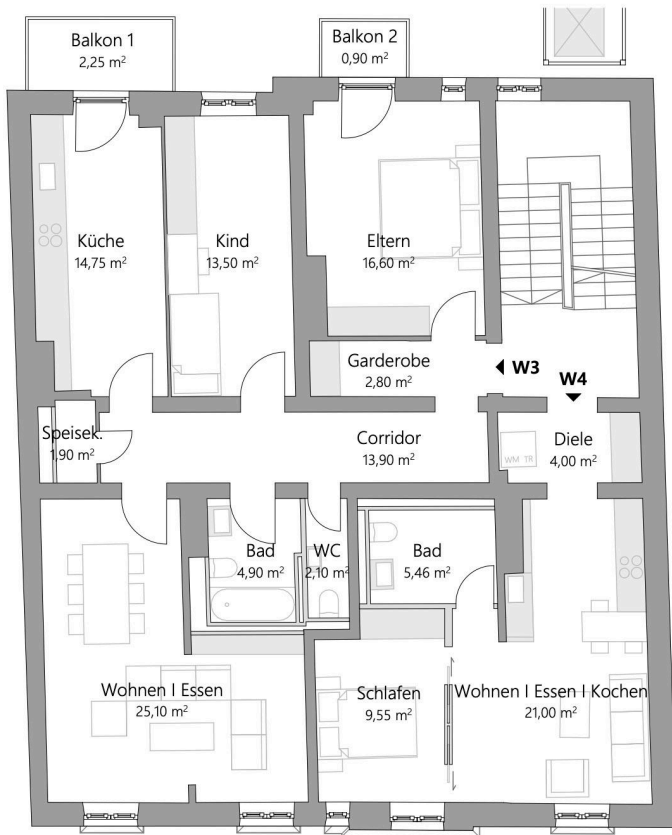 Balkon 1
2,25 m²
Balkon 2
0,90 m²
Küche
14,75 m²
Kind
13,50 m²
Eltern
16,60 m²
Garderobe
2,80 m²
W3
W4
Speisek.
1,90 m²
Corridor
13,90 m²
Diele
4,00 m²
WM TR
Bad
4,90 m²
WC
2,10 m²
Bad
5,46 m²
Wohnen I Essen
25,10 m²
Schlafen
9,55 m²
Wohnen I Essen I Kochen
21,00 m²